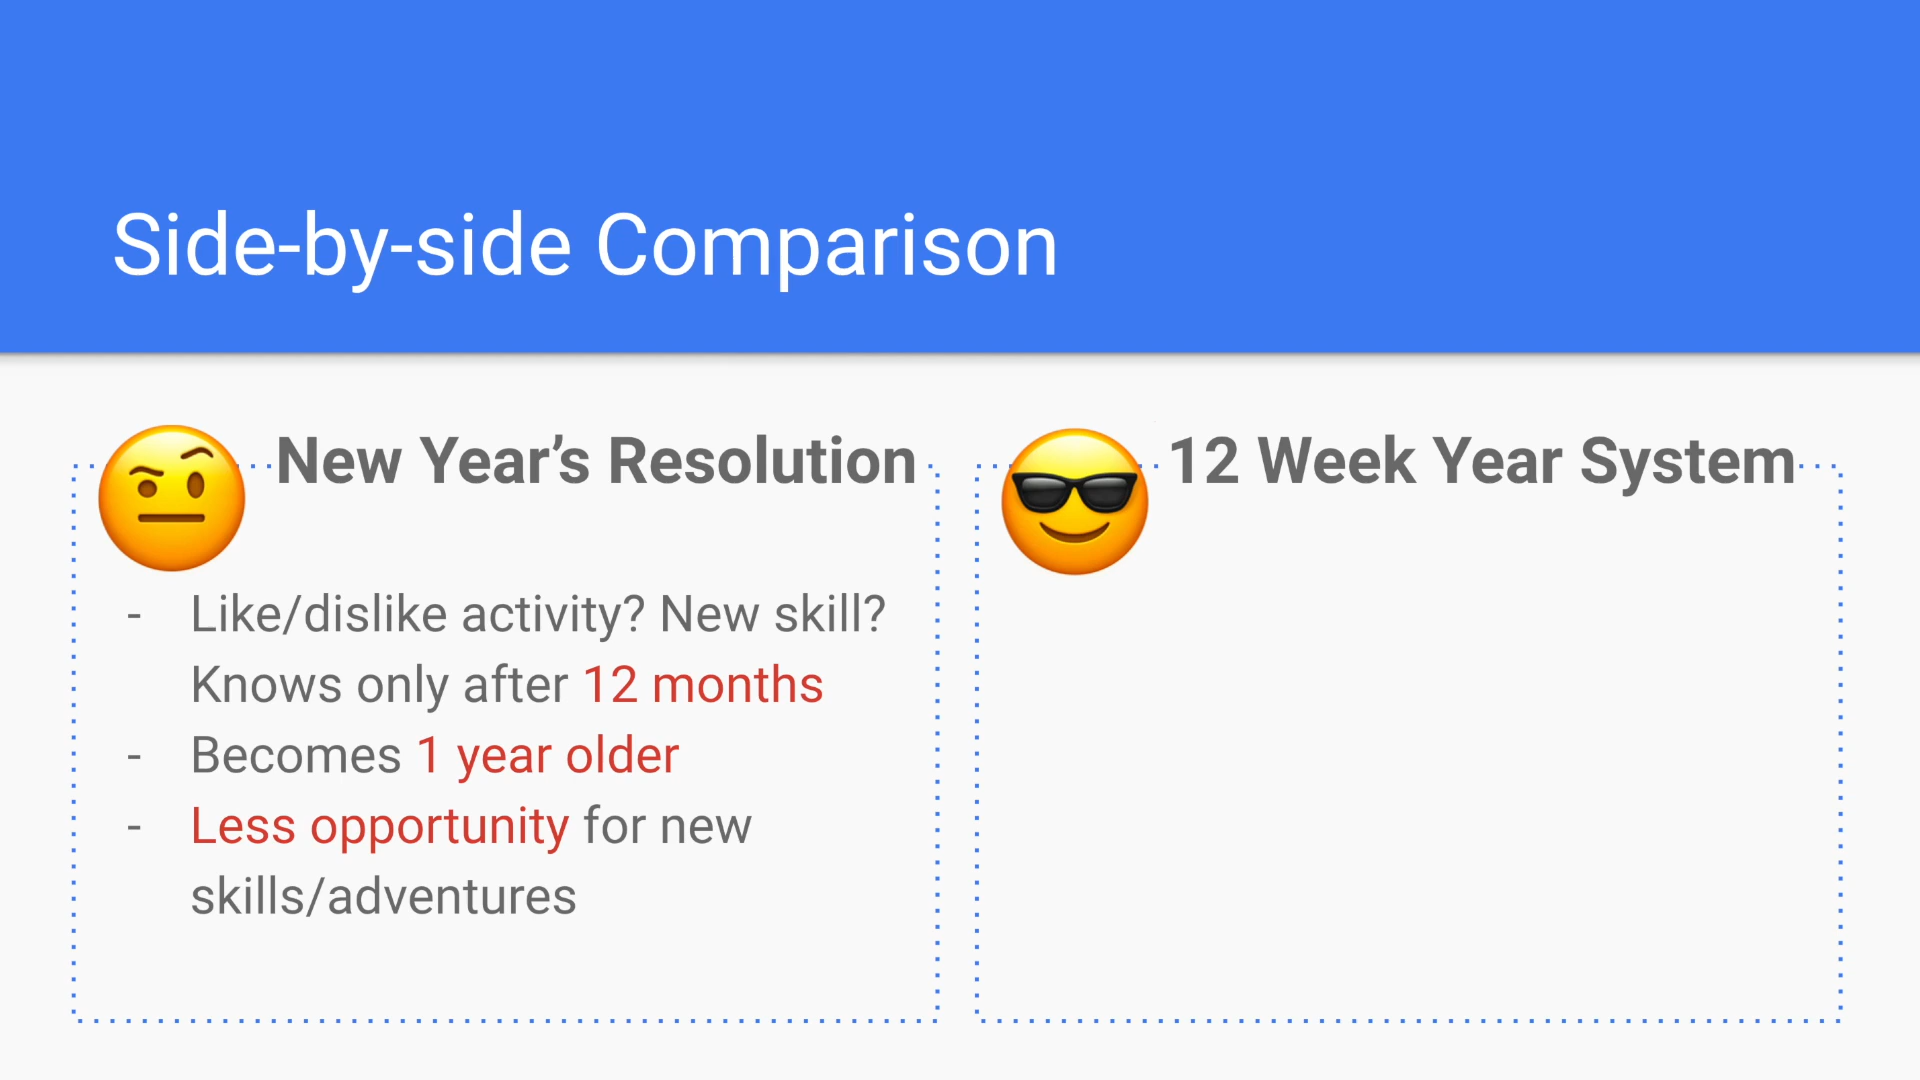 Side-by-side Comparison
New Year’s Resolution
- Like/dislike activity? New skill?
Knows only after 12 months
- Becomes 1 year older
- Less opportunity for new
skills/adventures
12 Week Year System